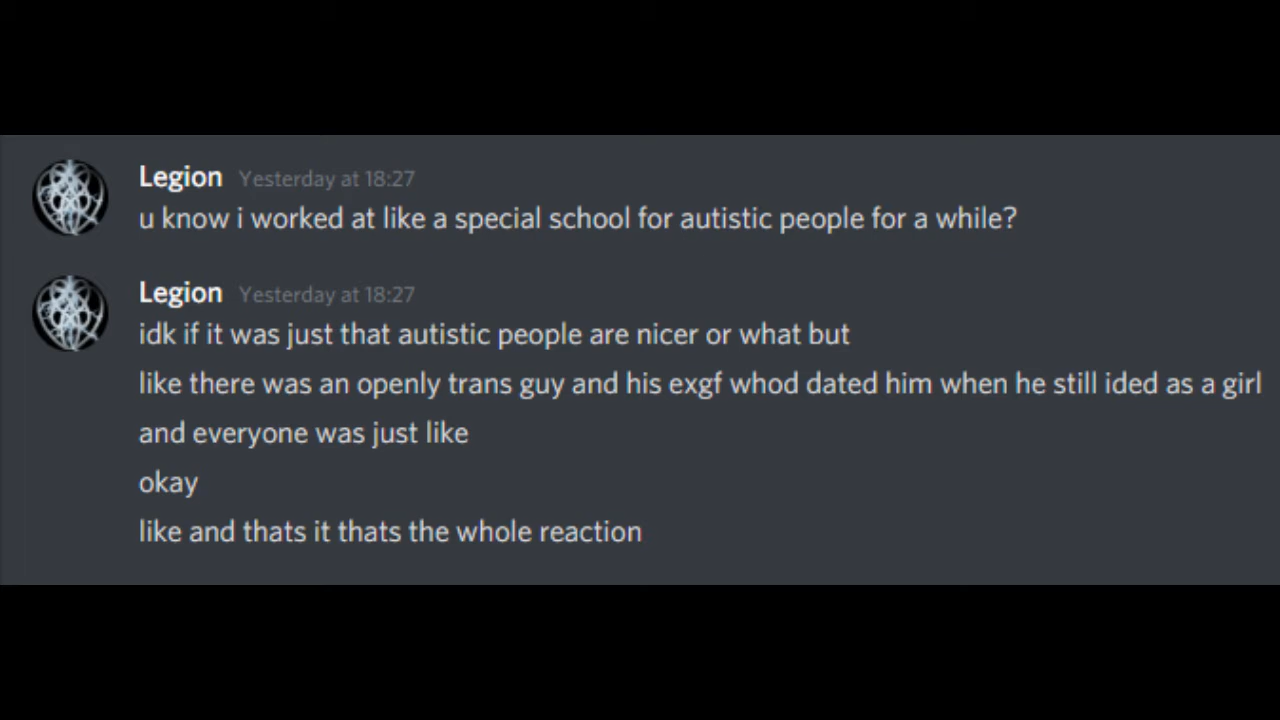 Legion Yesterday at 18:27
u know i worked at like a special school for autistic people for a while?
Legion Yesterday at 18:27
idk if it was just that autistic people are nicer or what but
like there was an openly trans guy and his exgf whod dated him when he still ided as a girl
and everyone was just like
okay
like and thats it thats the whole reaction